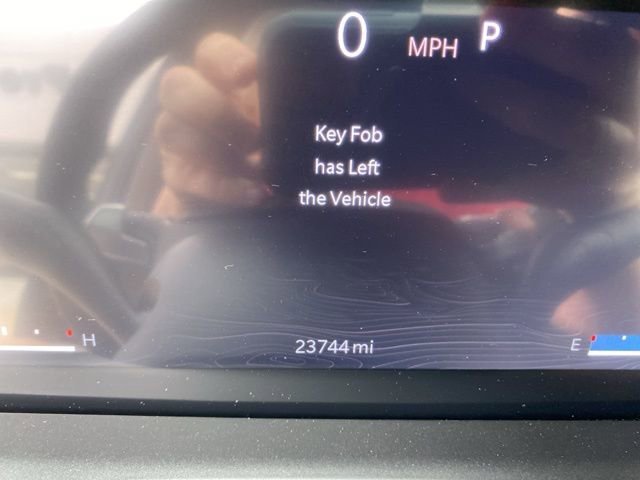 0 MPH P
Key Fob
has Left
the Vehicle
23744 mi
H
E